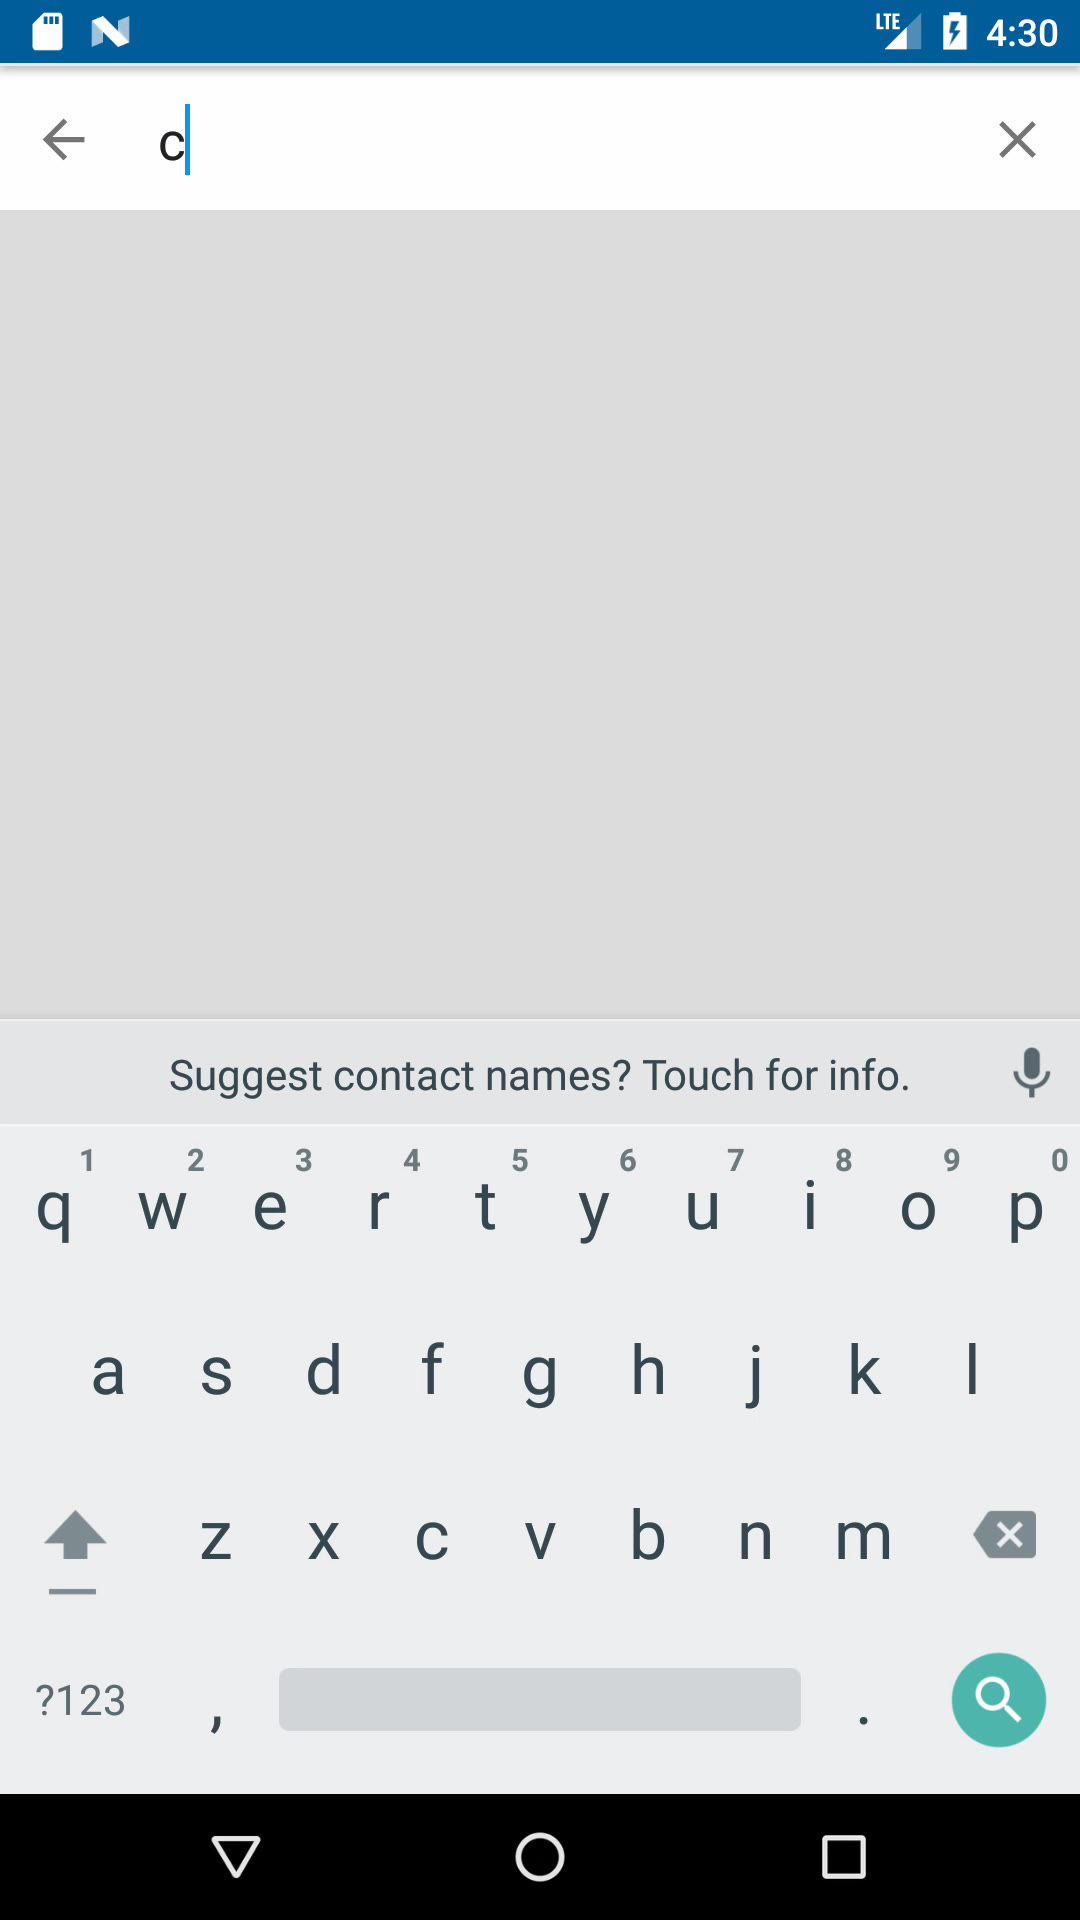 LTE 4:30
c
Suggest contact names? Touch for info.
1 2 3 4 5 6 7 8 9 0
q w e r t y u i o p
a s d f g h j k l
z x c v b n m
?123 , .